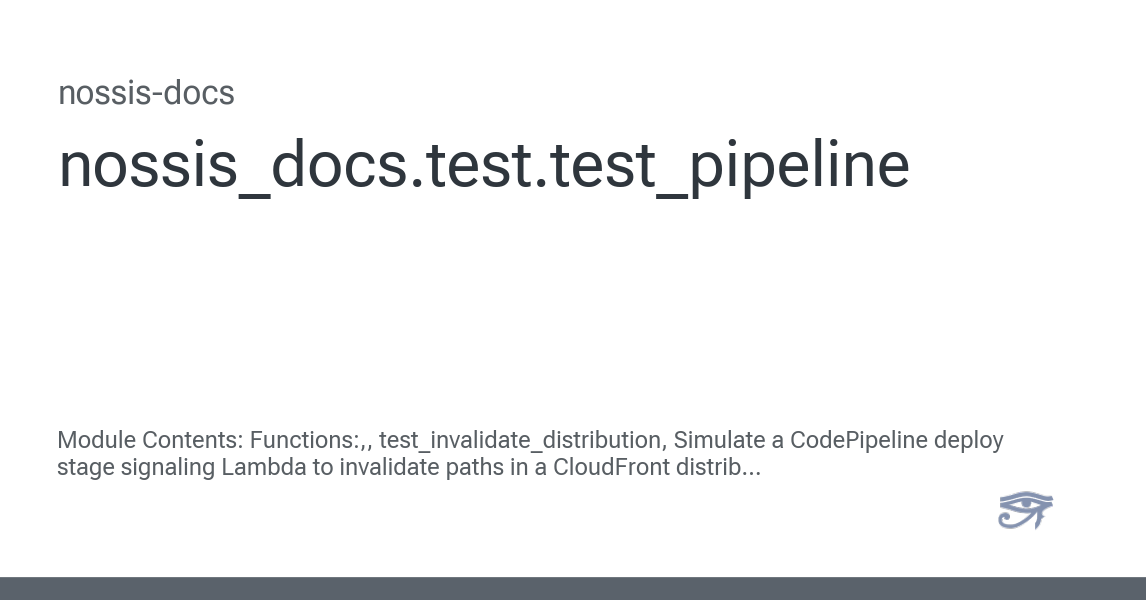 nossis-docs
nossis_docs.test.test_pipeline
Module Contents: Functions:,, test_invalidate_distribution, Simulate a CodePipeline deploy
stage signaling Lambda to invalidate paths in a CloudFront distrib...